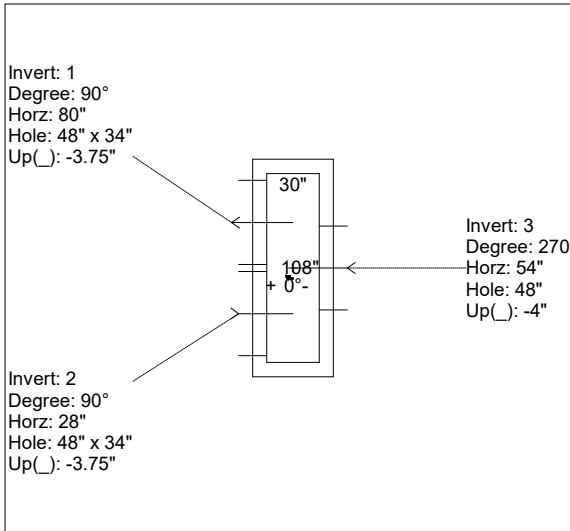 Invert: 1
Degree: 90°
Horz: 80"
Hole: 48" x 34"
Up(_): -3.75"
30"
108"
+ 0°-
Invert: 3
Degree: 270
Horz: 54"
Hole: 48"
Up(_): -4"
Invert: 2
Degree: 90°
Horz: 28"
Hole: 48" x 34"
Up(_): -3.75"